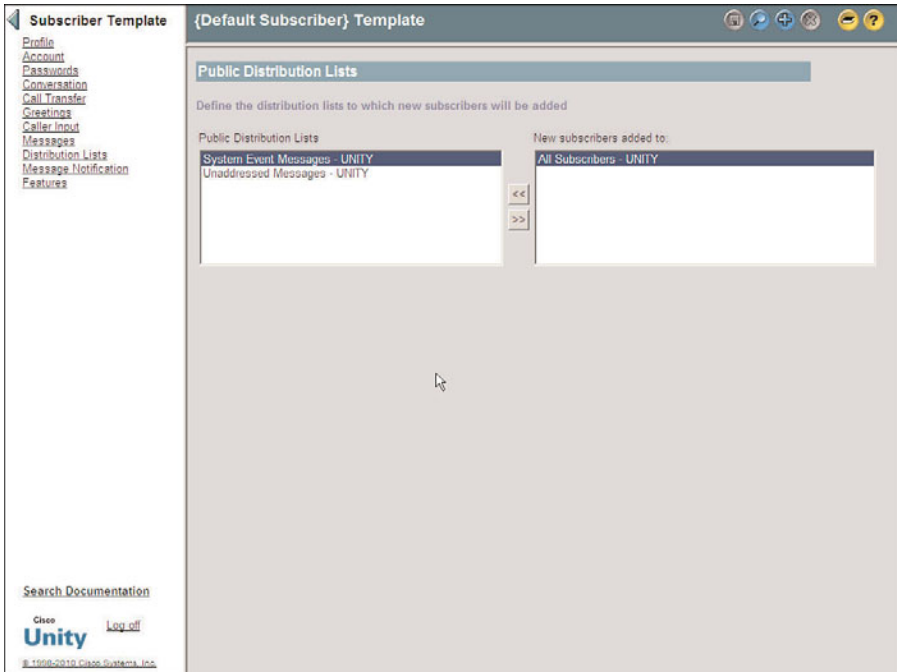 Subscriber Template
Profile
Account
Passwords
Conversation
Call Transfer
Greetings
Caller Input
Messages
Distribution Lists
Message Notification
Features
Search Documentation
Cisco
Unity
Log off
© 1998-2010 Cisco Systems, Inc.
{Default Subscriber} Template
?
Public Distribution Lists
Define the distribution lists to which new subscribers will be added
Public Distribution Lists
System Event Messages - UNITY
Unaddressed Messages - UNITY
<<
>>
New subscribers added to:
All Subscribers - UNITY